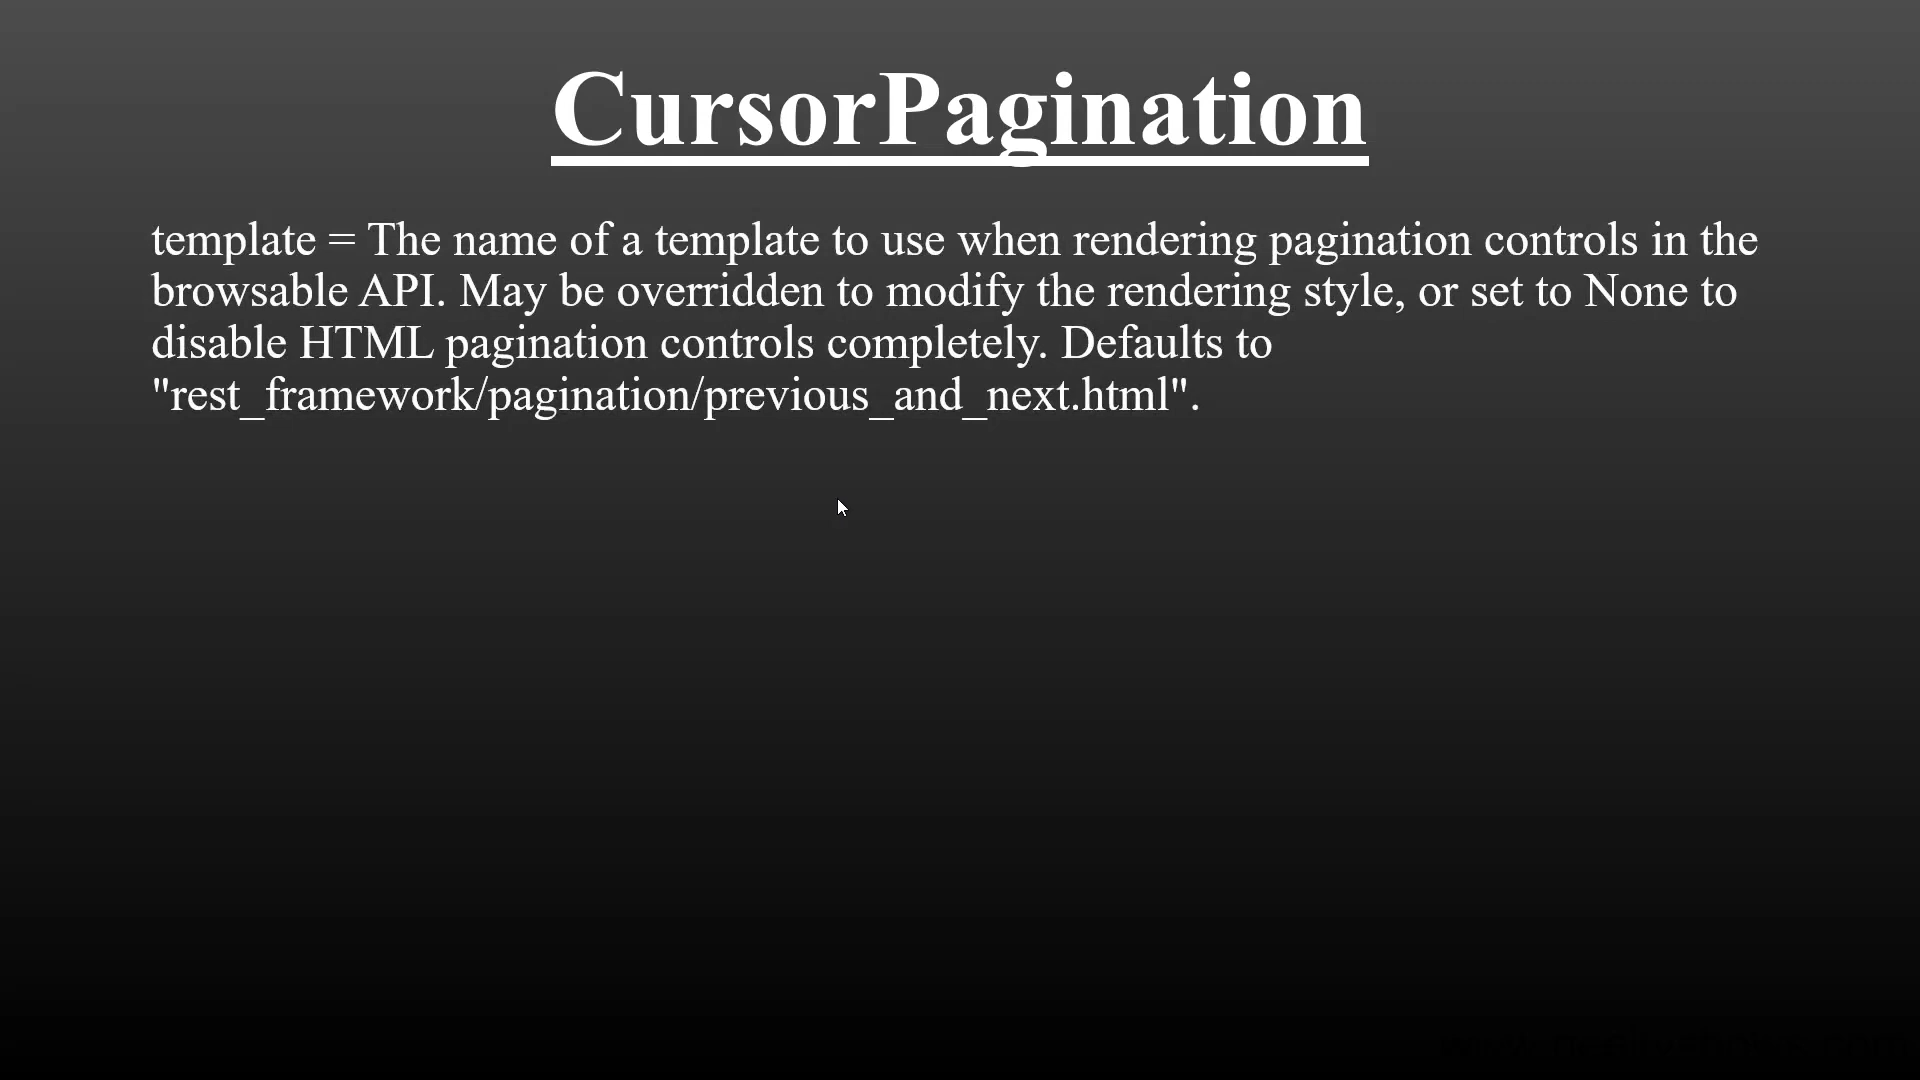 CursorPagination
template = The name of a template to use when rendering pagination controls in the
browsable API. May be overridden to modify the rendering style, or set to None to
disable HTML pagination controls completely. Defaults to
"rest_framework/pagination/previous_and_next.html".